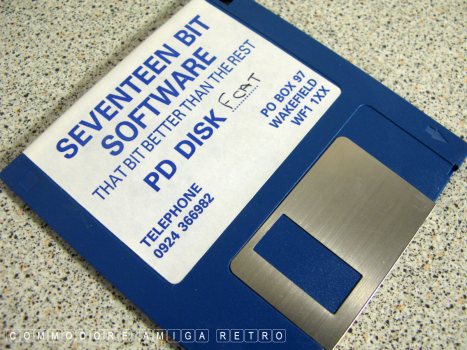 SEVENTEEN BIT
SOFTWARE
THAT BIT BETTER THAN THE REST
PD DISK F.CAT
PO BOX 97
WAKEFIELD
WF1 1XX
TELEPHONE
0924 366982
COMMODORE AMIGA RETRO